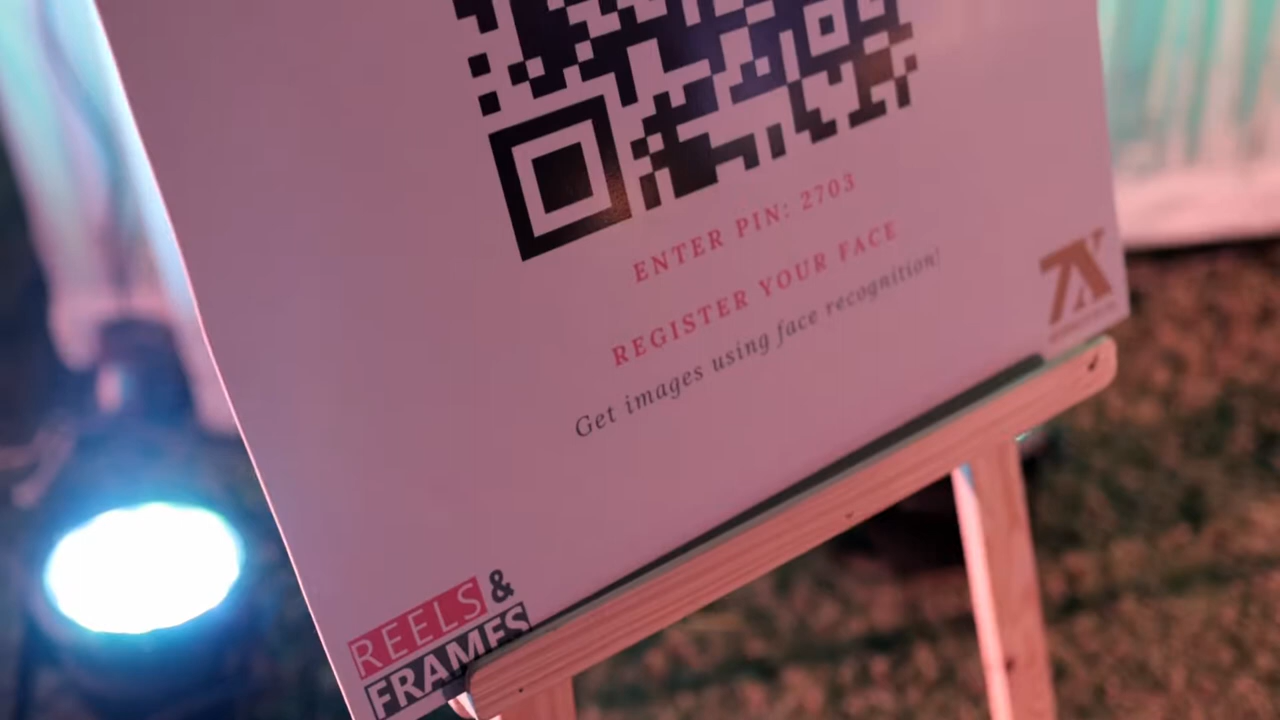 ENTER PIN: 2703
REGISTER YOUR FACE
Get images using face recognition!
REELS &
FRAMES